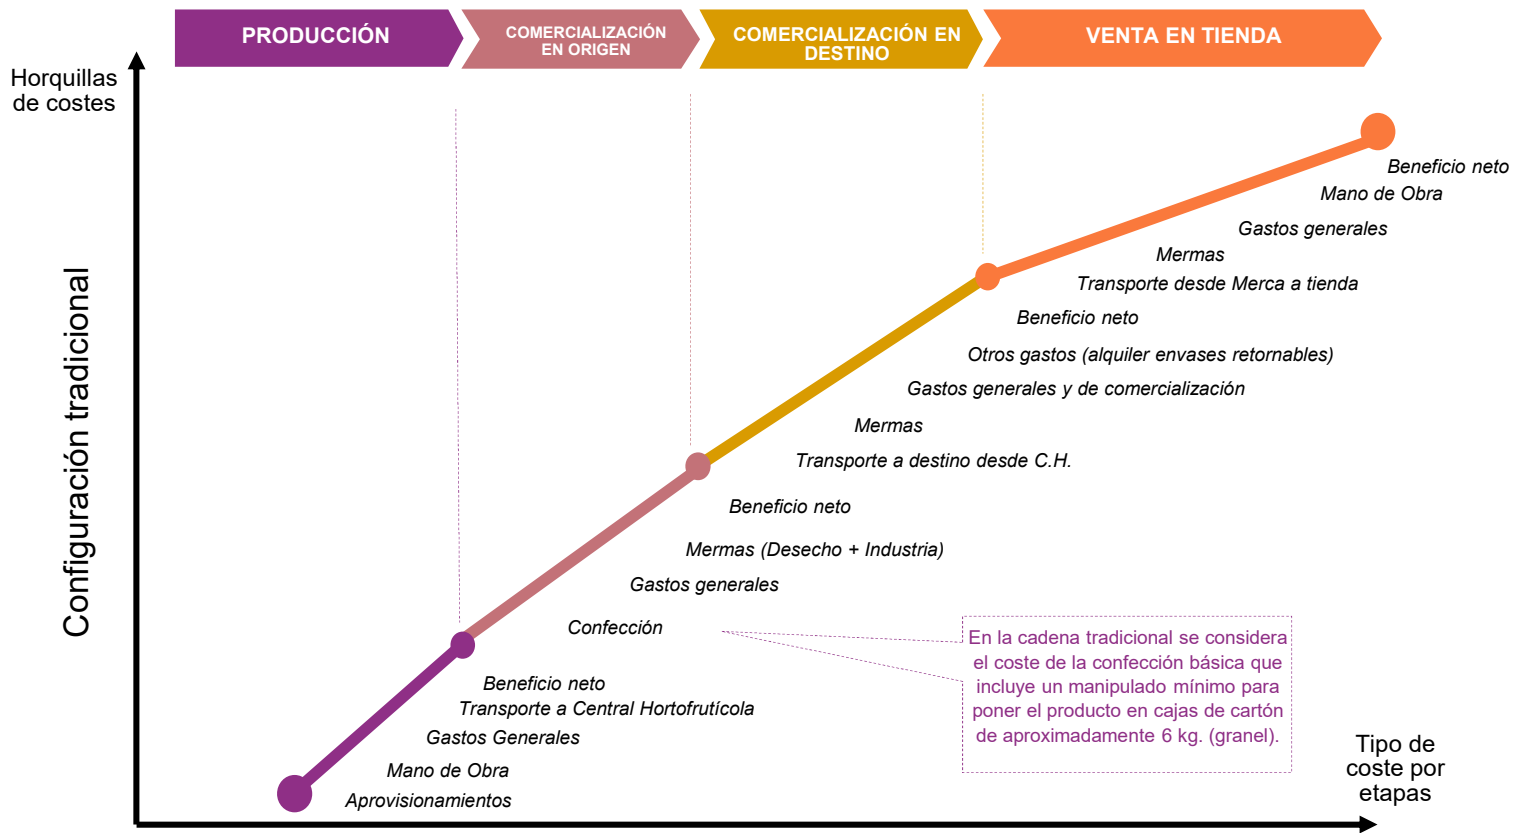 PRODUCCIÓN
COMERCIALIZACIÓN
EN ORIGEN
COMERCIALIZACIÓN EN
DESTINO
VENTA EN TIENDA
Horquillas
de costes
Configuración tradicional
Beneficio neto
Mano de Obra
Gastos generales
Mermas
Transporte desde Merca a tienda
Beneficio neto
Otros gastos (alquiler envases retornables)
Gastos generales y de comercialización
Mermas
Transporte a destino desde C.H.
Beneficio neto
Mermas (Desecho + Industria)
Gastos generales
Confección
En la cadena tradicional se considera
el coste de la confección básica que
incluye un manipulado mínimo para
poner el producto en cajas de cartón
de aproximadamente 6 kg. (granel).
Beneficio neto
Transporte a Central Hortofrutícola
Gastos Generales
Mano de Obra
Aprovisionamientos
Tipo de
coste por
etapas